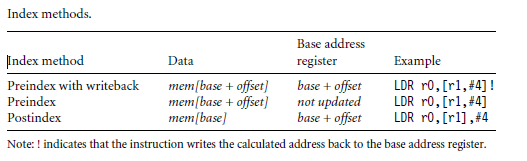 Index methods.
Base address
Index method Data register Example
Preindex with writeback mem[base + offset] base + offset LDR r0,[r1,#4]!
Preindex mem[base + offset] not updated LDR r0,[r1,#4]
Postindex mem[base] base + offset LDR r0,[r1],#4
Note: ! indicates that the instruction writes the calculated address back to the base address register.